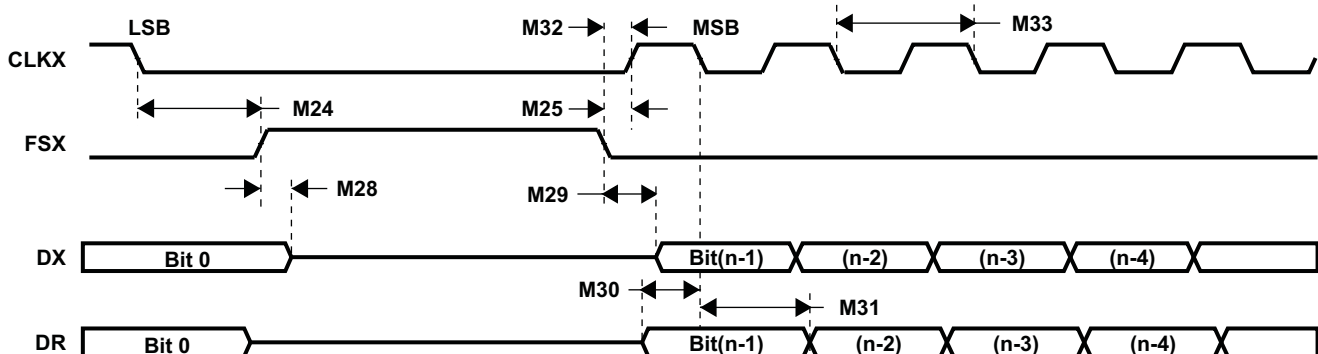 LSB M32 MSB M33
CLKX
M24 M25
FSX
M28 M29
DX Bit 0 Bit(n-1) (n-2) (n-3) (n-4)
M30 M31
DR Bit 0 Bit(n-1) (n-2) (n-3) (n-4)